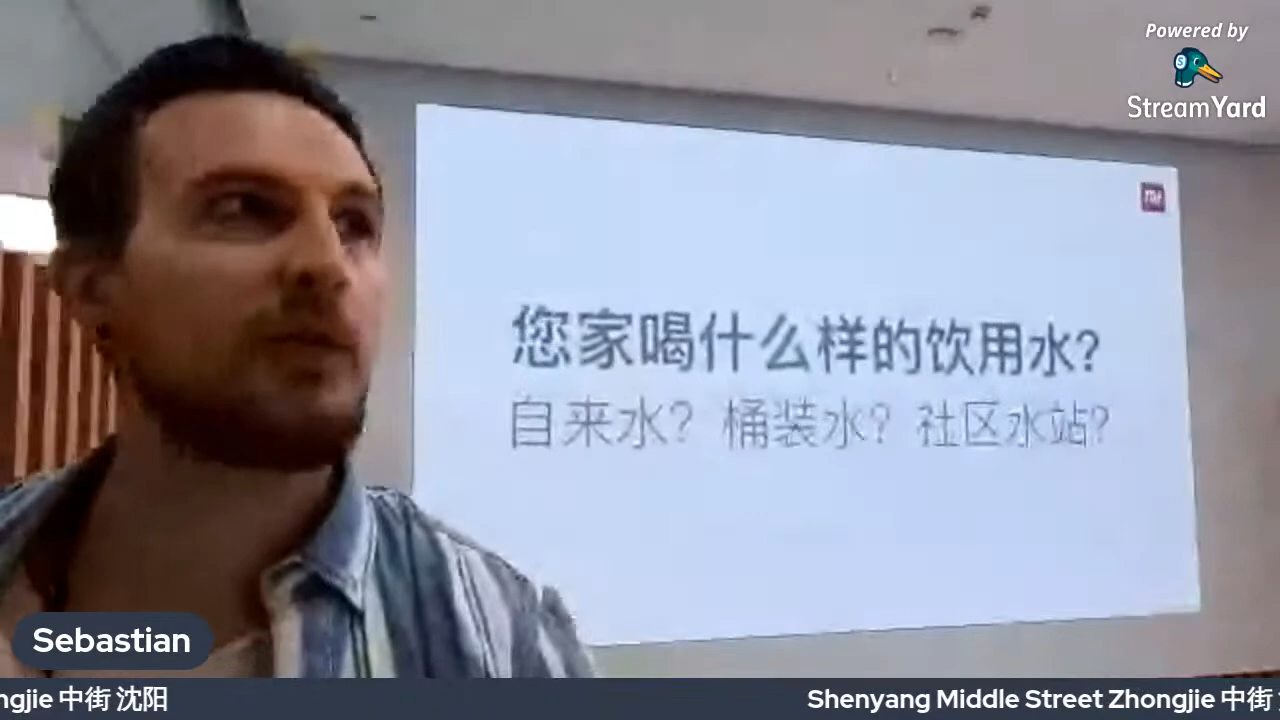 Powered by
StreamYard
mi
您家喝什么样的饮用水?
自来水? 桶装水? 社区水站?
Sebastian
ngjie 中街 沈阳
Shenyang Middle Street Zhongjie 中街